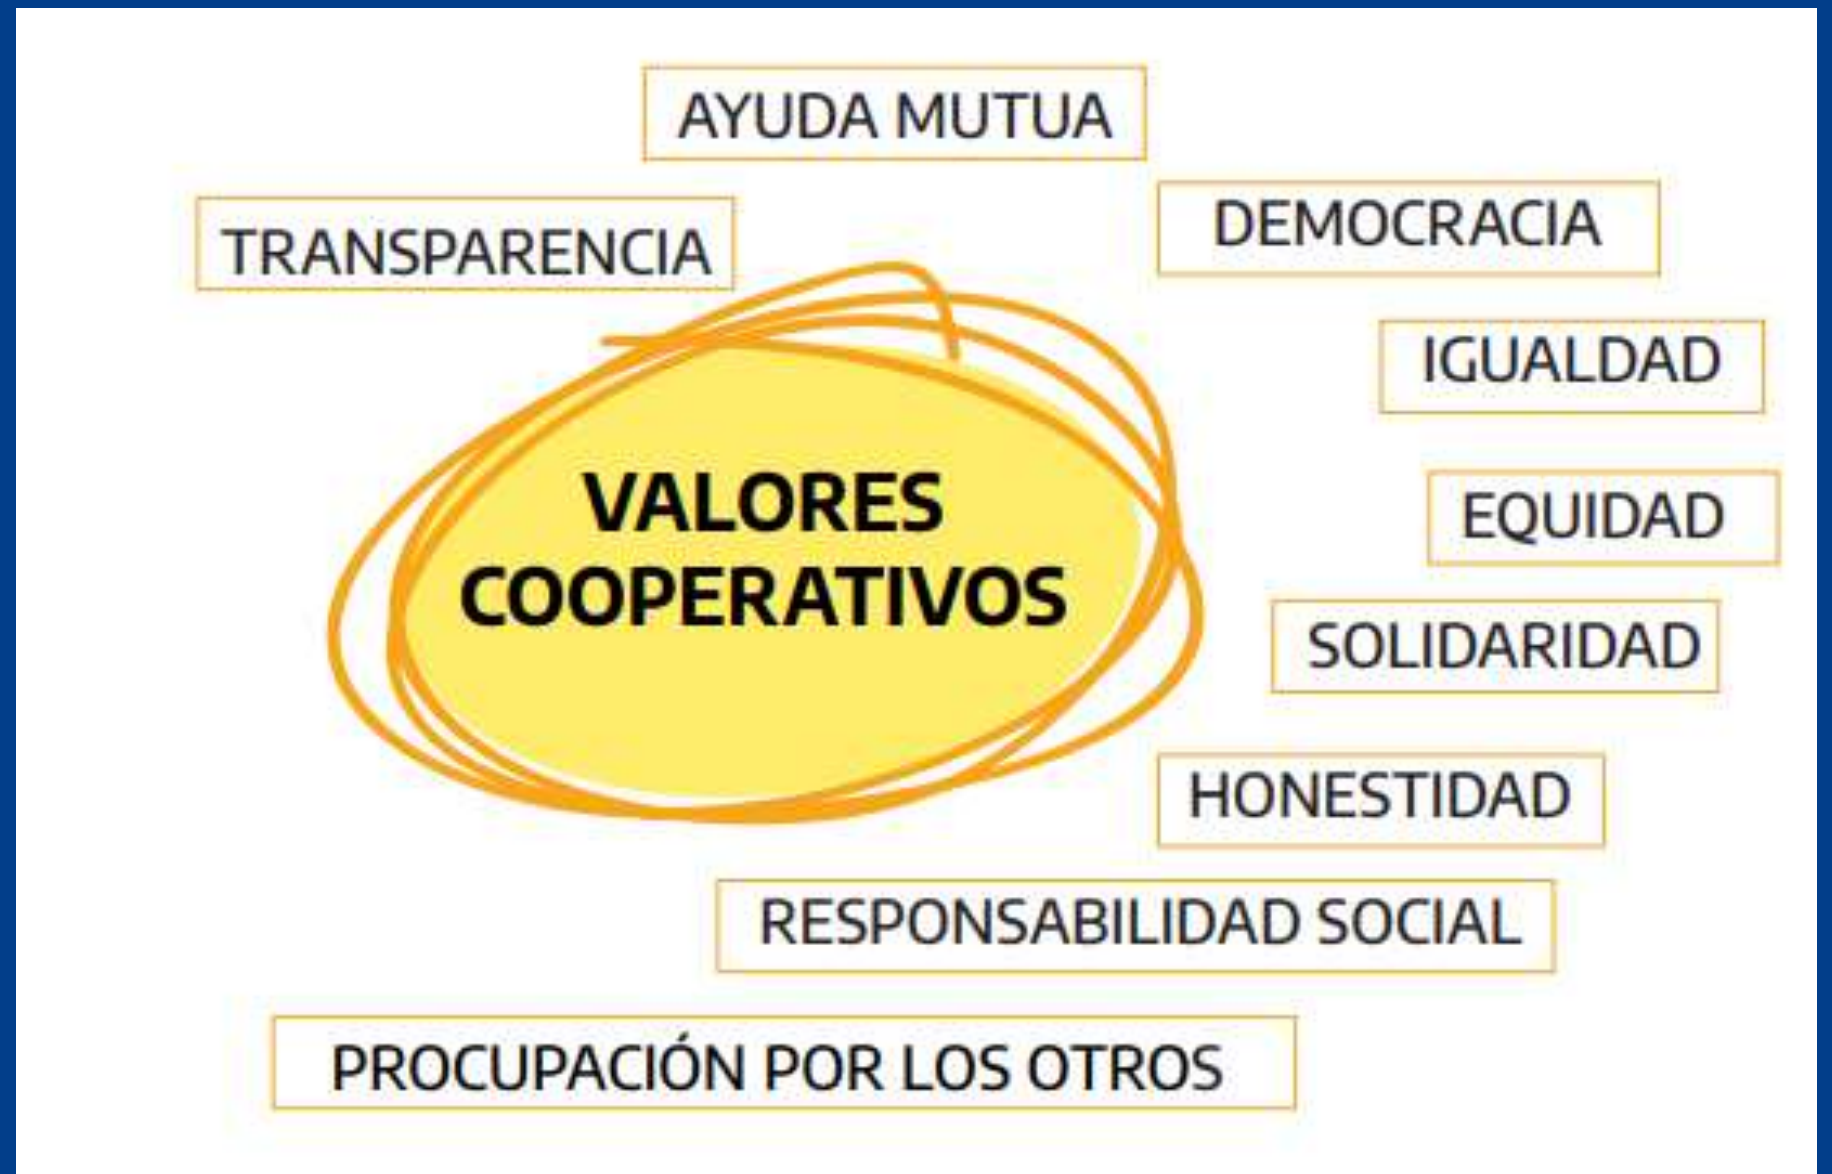 AYUDA MUTUA
TRANSPARENCIA
DEMOCRACIA
IGUALDAD
VALORES
COOPERATIVOS
EQUIDAD
SOLIDARIDAD
HONESTIDAD
RESPONSABILIDAD SOCIAL
PROCUPACIÓN POR LOS OTROS